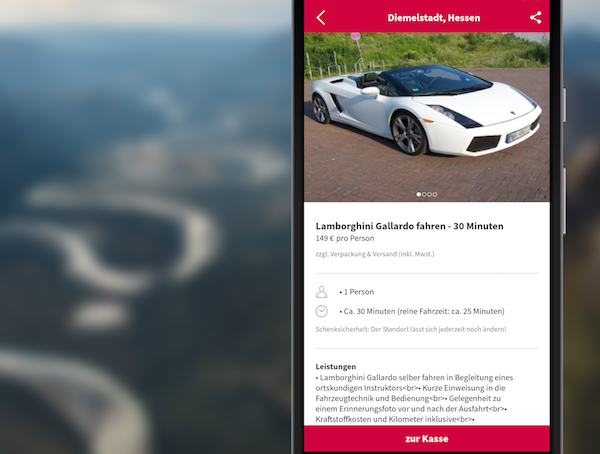 Diemelstadt, Hessen
Lamborghini Gallardo fahren - 30 Minuten
149 € pro Person
zzgl. Verpackung & Versand (inkl. Mwst.)
• 1 Person
• Ca. 30 Minuten (reine Fahrzeit: ca. 25 Minuten)
Schenksicherheit: Der Standort lässt sich jederzeit noch ändern!
Leistungen
• Lamborghini Gallardo selber fahren in Begleitung eines
ortskundigen Instruktors<br>• Kurze Einweisung in die
Fahrzeugtechnik und Bedienung<br>• Gelegenheit zu
einem Erinnerungsfoto vor und nach der Ausfahrt<br>•
Kraftstoffkosten und Kilometer inklusive<br>•
zur Kasse